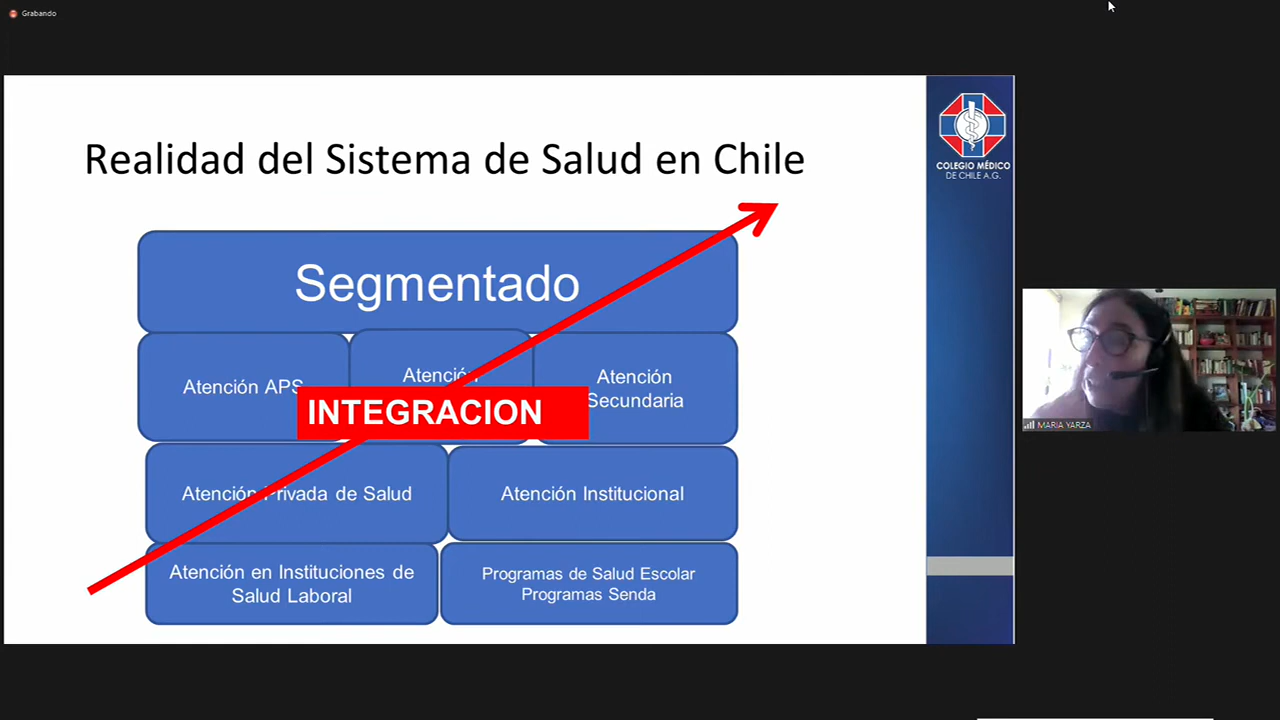 Grabando
Realidad del Sistema de Salud en Chile
COLEGIO MÉDICO
DE CHILE A.G.
Segmentado
Atención APS
Atención
Atención
Secundaria
INTEGRACION
Atención Privada de Salud
Atención Institucional
Atención en Instituciones de
Salud Laboral
Programas de Salud Escolar
Programas Senda
MARIA YARZA